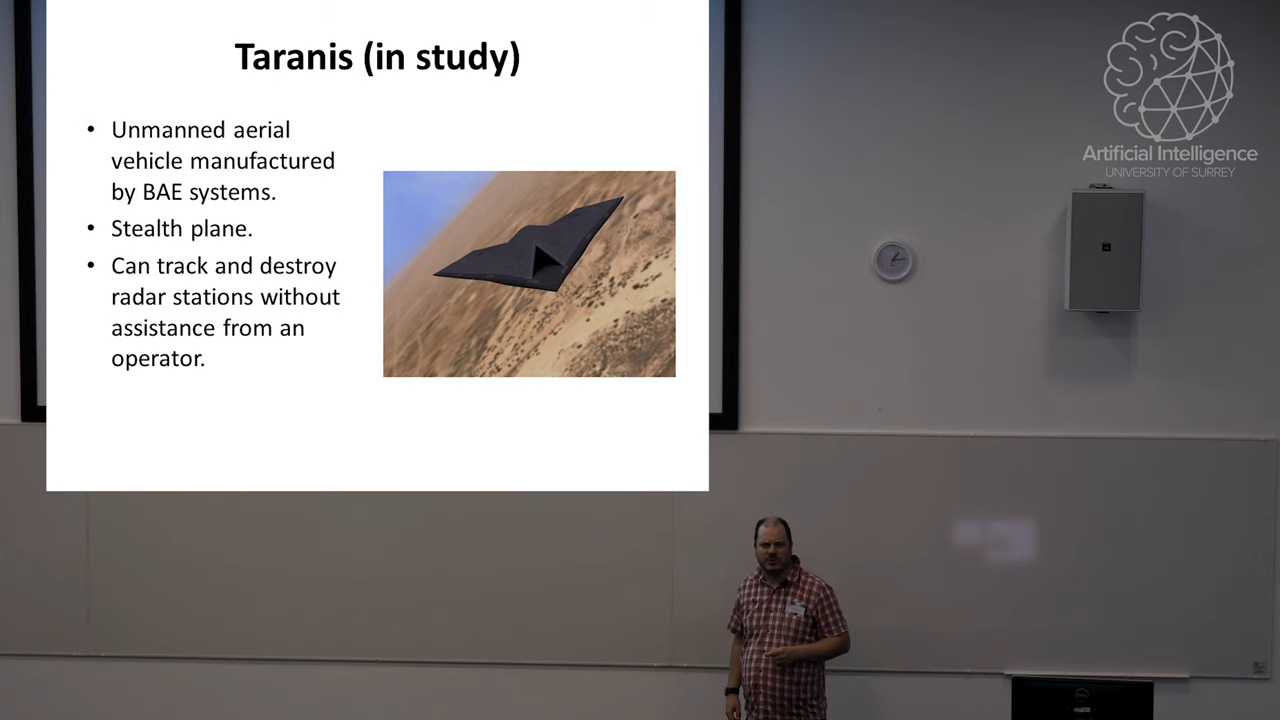 Taranis (in study)
• Unmanned aerial
vehicle manufactured
by BAE systems.
• Stealth plane.
• Can track and destroy
radar stations without
assistance from an
operator.
Artificial Intelligence
UNIVERSITY OF SURREY
DELL